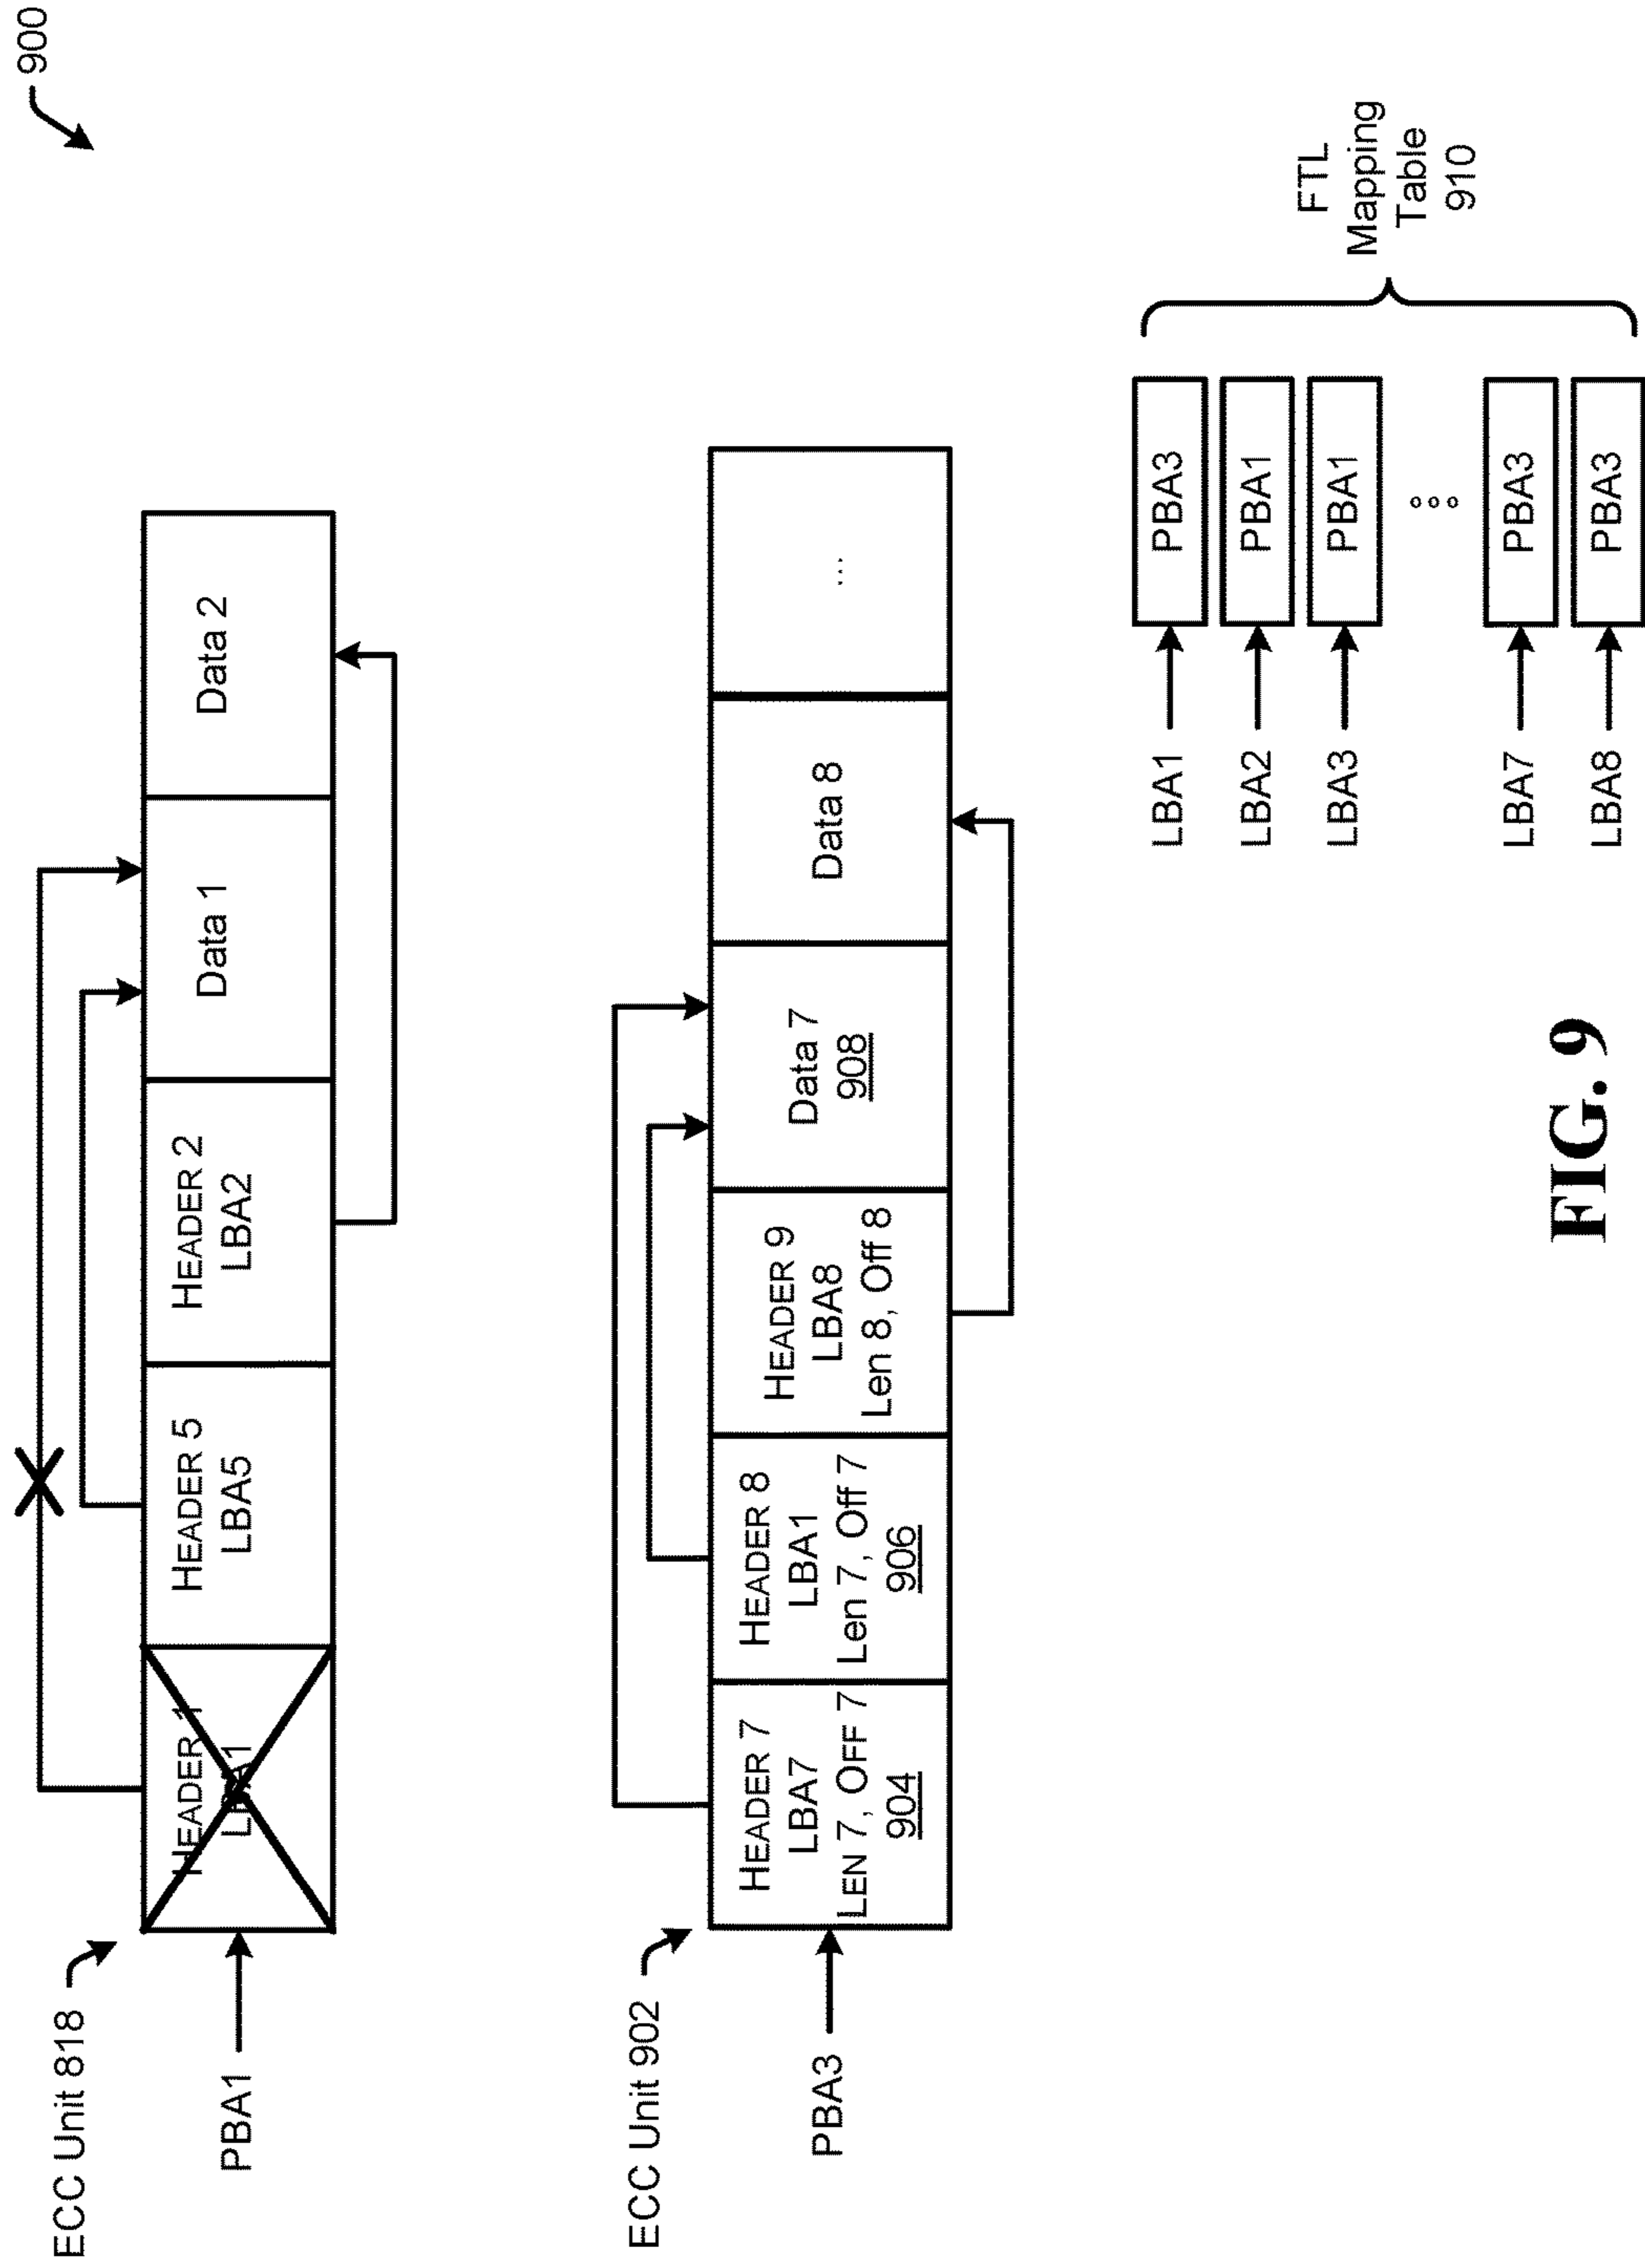 900
ECC Unit 818
PBA1
HEADER 1
LBA1
HEADER 5
LBA5
HEADER 2
LBA2
Data 1
Data 2
ECC Unit 902
PBA3
HEADER 7
LBA7
LEN 7, OFF 7
904
HEADER 8
LBA1
Len 7, Off 7
906
HEADER 9
LBA8
Len 8, Off 8
Data 7
908
Data 8
...
LBA1
PBA3
LBA2
PBA1
LBA3
PBA1
LBA7
PBA3
LBA8
PBA3
FTL
Mapping
Table
910
FIG. 9